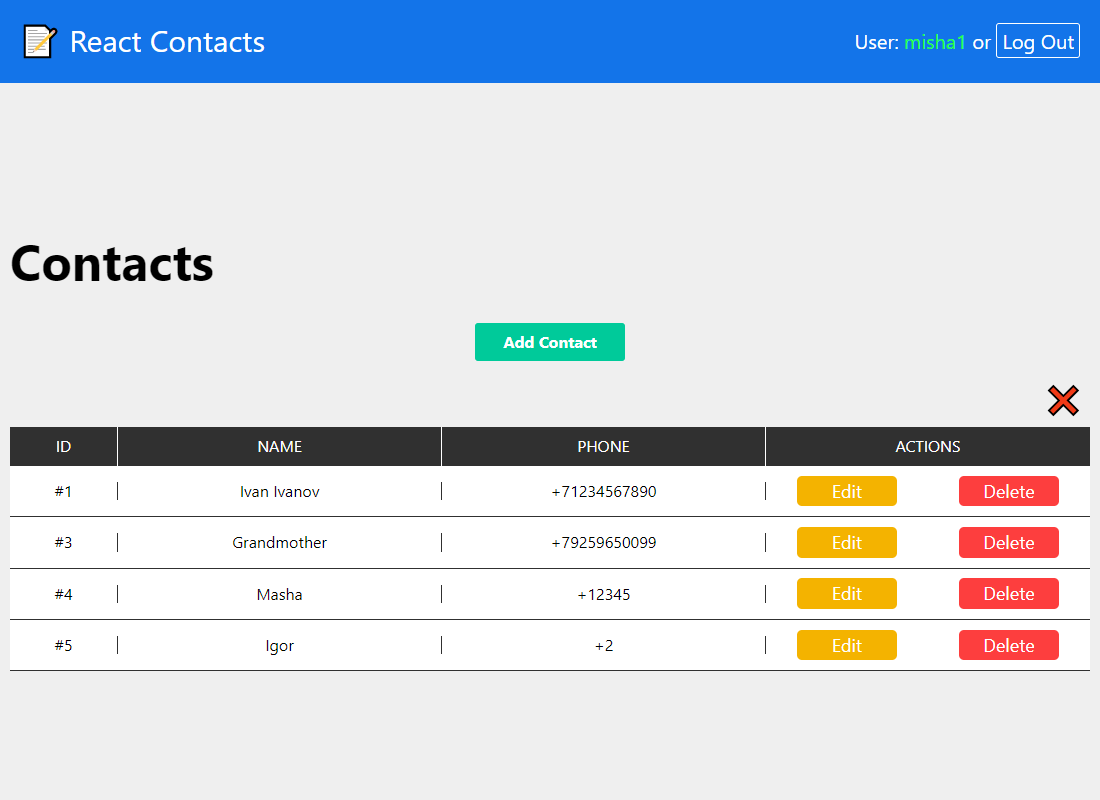 React Contacts
User: misha1 or Log Out
Contacts
Add Contact
ID NAME PHONE ACTIONS
#1 Ivan Ivanov +71234567890 Edit Delete
#3 Grandmother +79259650099 Edit Delete
#4 Masha +12345 Edit Delete
#5 Igor +2 Edit Delete